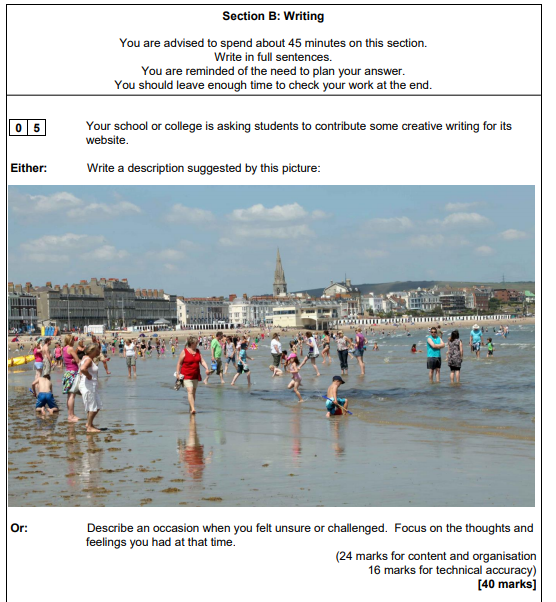 Section B: Writing
You are advised to spend about 45 minutes on this section.
Write in full sentences.
You are reminded of the need to plan your answer.
You should leave enough time to check your work at the end.
0 5 Your school or college is asking students to contribute some creative writing for its
website.
Either: Write a description suggested by this picture:
Or: Describe an occasion when you felt unsure or challenged. Focus on the thoughts and
feelings you had at that time.
(24 marks for content and organisation
16 marks for technical accuracy)
[40 marks]